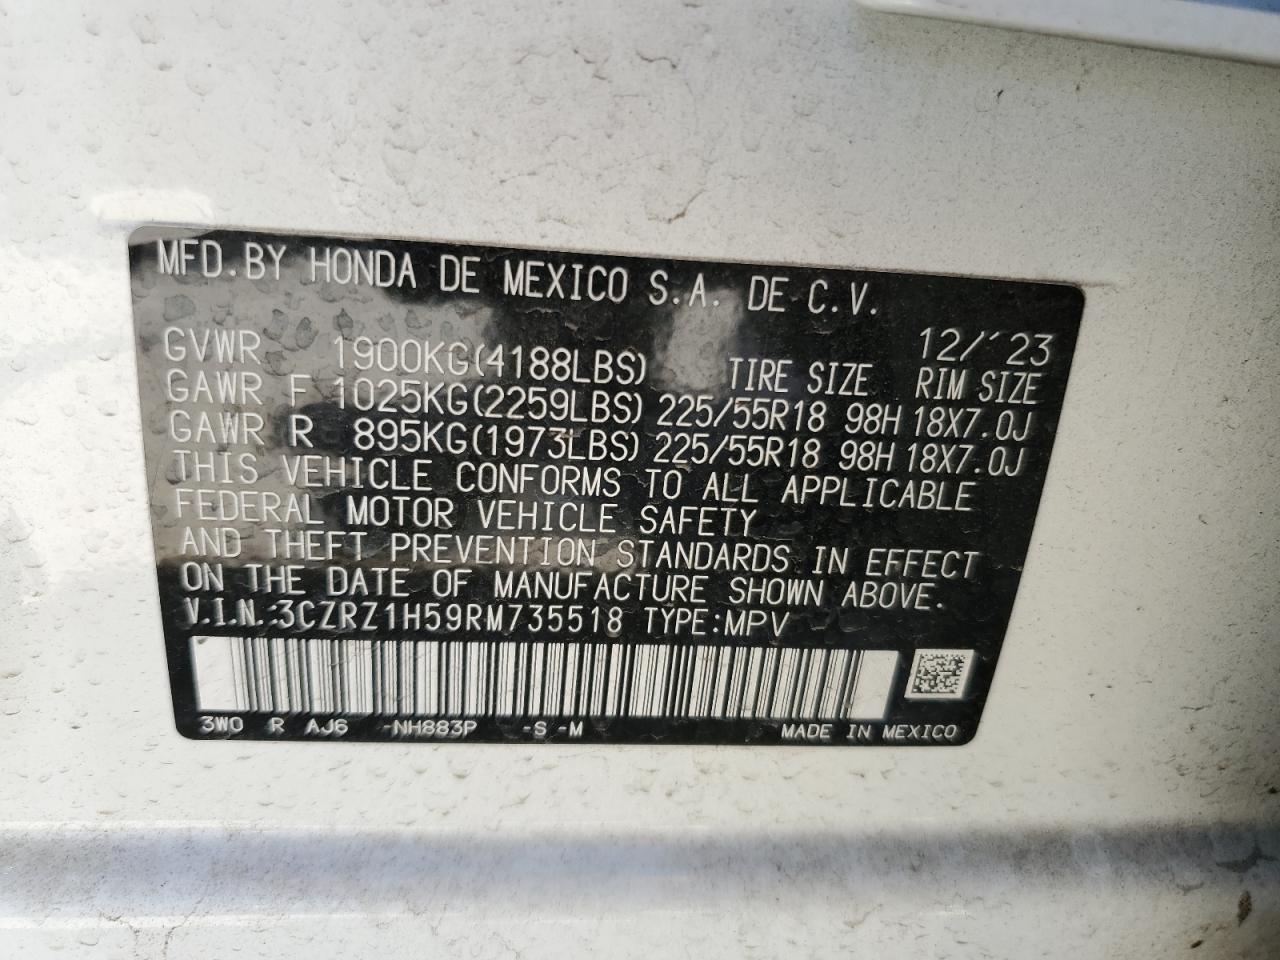 MFD.BY HONDA DE MEXICO S.A. DE C.V.
12/´23
GVWR 1900KG(4188LBS) TIRE SIZE RIM SIZE
GAWR F 1025KG(2259LBS) 225/55R18 98H 18X7.0J
GAWR R 895KG(1973LBS) 225/55R18 98H 18X7.0J
THIS VEHICLE CONFORMS TO ALL APPLICABLE
FEDERAL MOTOR VEHICLE SAFETY
AND THEFT PREVENTION STANDARDS IN EFFECT
ON THE DATE OF MANUFACTURE SHOWN ABOVE.
V.I.N.:3CZRZ1H59RM735518 TYPE:MPV
3W0 R AJ6 -NH883P -S -M MADE IN MEXICO